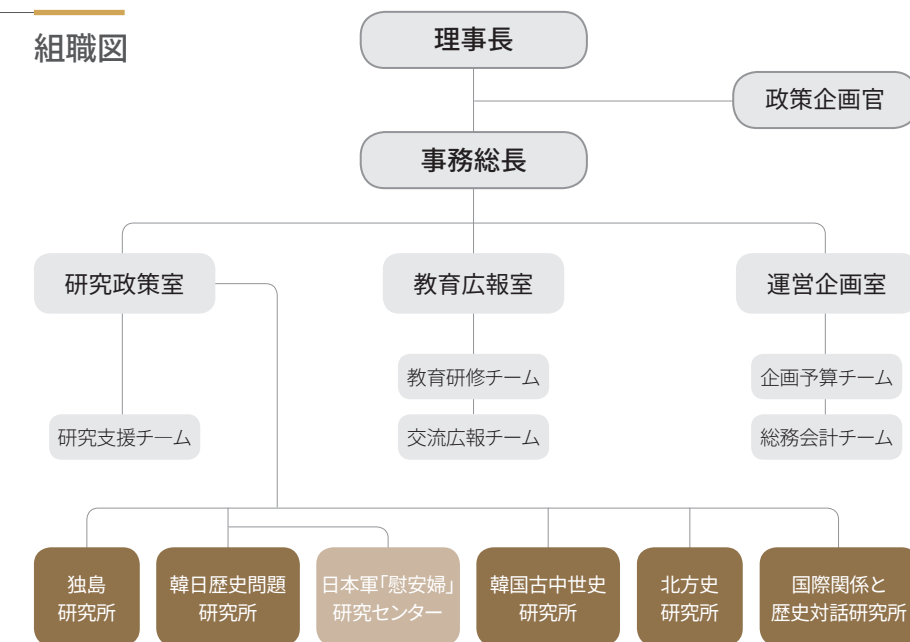 組職図
理事長
政策企画官
事務総長
研究政策室
教育広報室
運営企画室
教育研修チーム
企画予算チーム
研究支援チーム
交流広報チーム
総務会計チーム
独島
研究所
韓日歴史問題
研究所
日本軍「慰安婦」
研究センター
韓国古中世史
研究所
北方史
研究所
国際関係と
歴史対話研究所